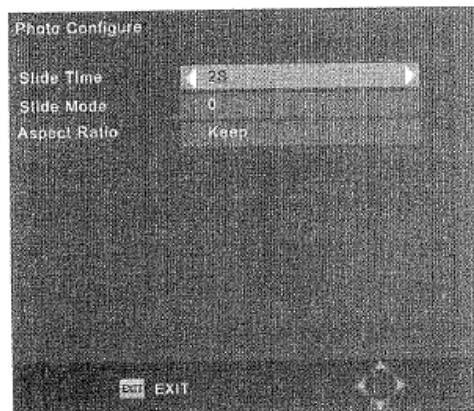 Photo Configure
Slide Time 2S
Slide Mode 0
Aspect Ratio Keep
EXIT EXIT